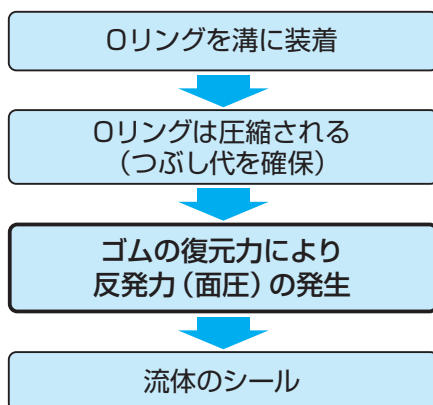 Oリングを溝に装着
Oリングは圧縮される
（つぶし代を確保）
ゴムの復元力により
反発力（面圧）の発生
流体のシール